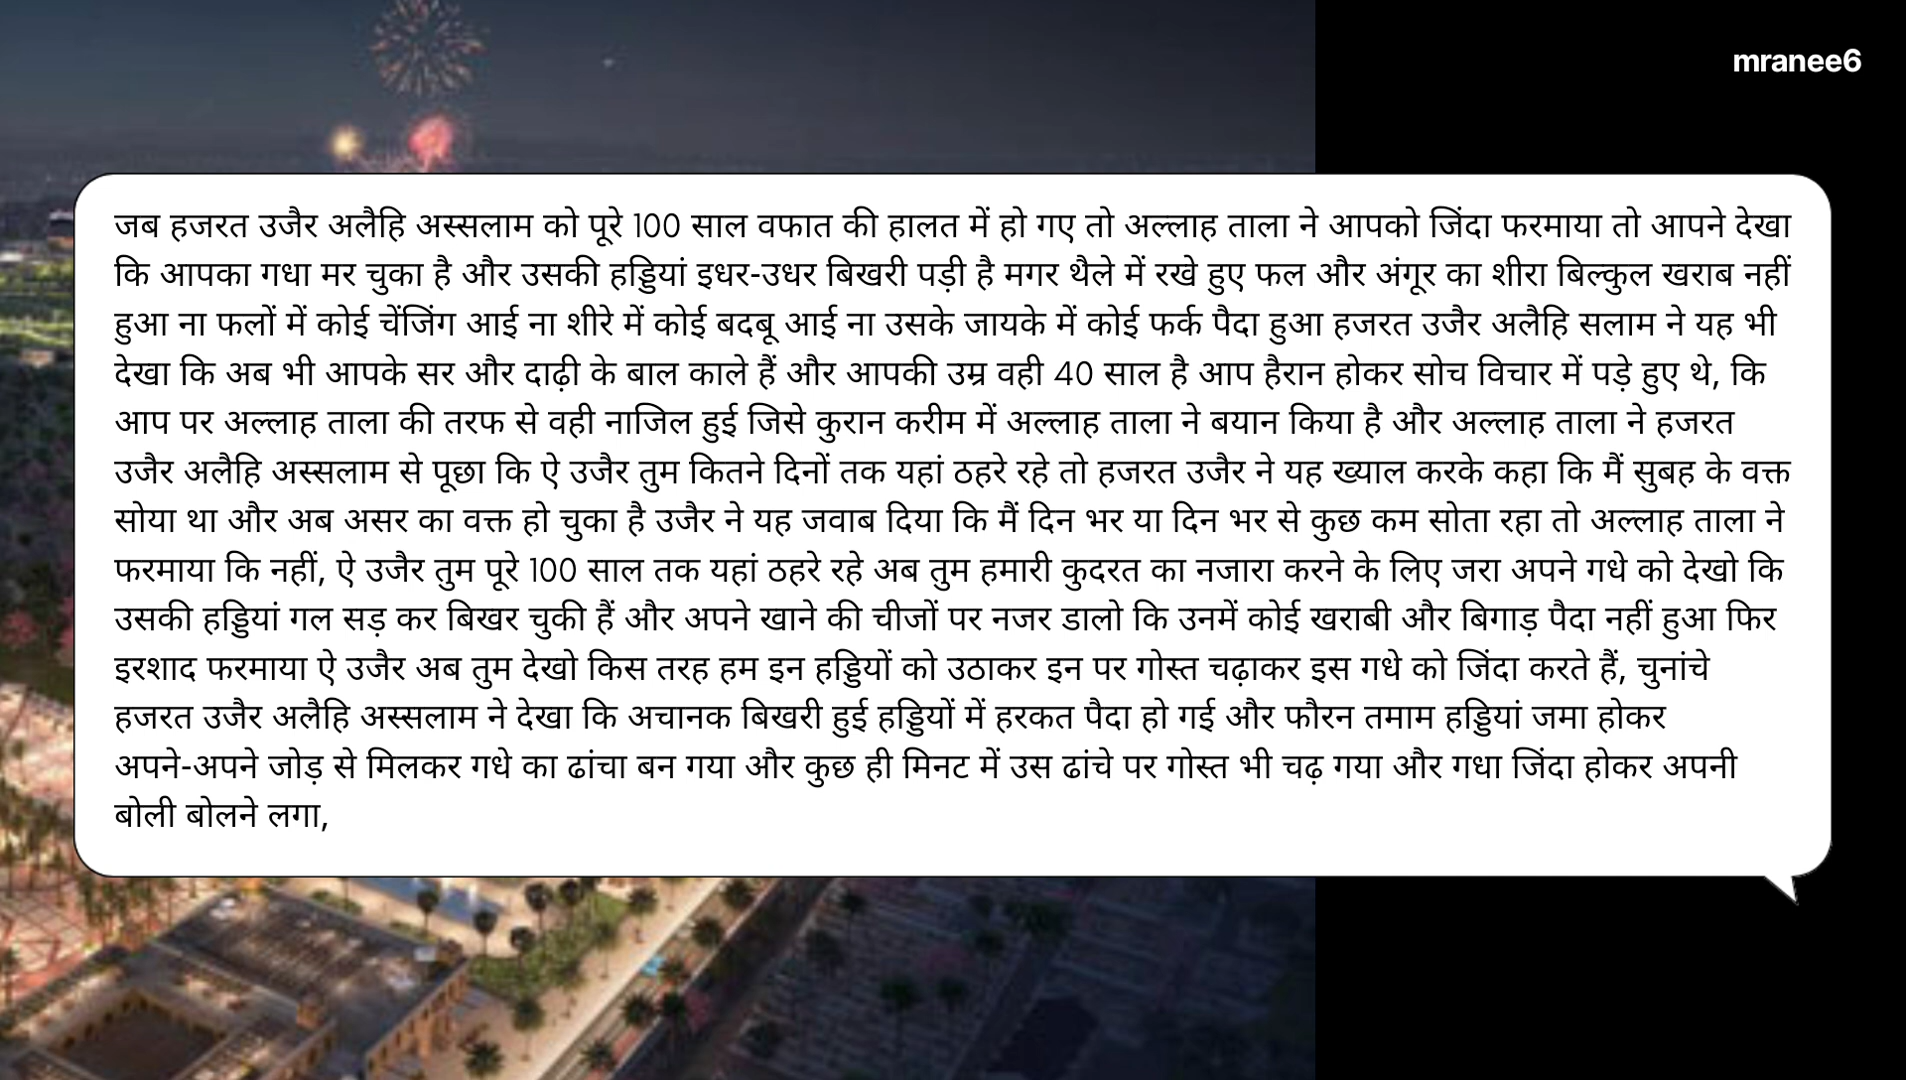 mranee6
जब हजरत उजैर अलैहि अस्सलाम को पूरे 100 साल वफात की हालत में हो गए तो अल्लाह ताला ने आपको जिंदा फरमाया तो आपने देखा
कि आपका गधा मर चुका है और उसकी हड्डियां इधर-उधर बिखरी पड़ी है मगर थैले में रखे हुए फल और अंगूर का शीरा बिल्कुल खराब नहीं
हुआ ना फलों में कोई चेंजिंग आई ना शीरे में कोई बदबू आई ना उसके जायके में कोई फर्क पैदा हुआ हजरत उजैर अलैहि सलाम ने यह भी
देखा कि अब भी आपके सर और दाढ़ी के बाल काले हैं और आपकी उम्र वही 40 साल है आप हैरान होकर सोच विचार में पड़े हुए थे, कि
आप पर अल्लाह ताला की तरफ से वही नाजिल हुई जिसे कुरान करीम में अल्लाह ताला ने बयान किया है और अल्लाह ताला ने हजरत
उजैर अलैहि अस्सलाम से पूछा कि ऐ उजैर तुम कितने दिनों तक यहां ठहरे रहे तो हजरत उजैर ने यह ख्याल करके कहा कि मैं सुबह के वक्त
सोया था और अब असर का वक्त हो चुका है उजैर ने यह जवाब दिया कि मैं दिन भर या दिन भर से कुछ कम सोता रहा तो अल्लाह ताला ने
फरमाया कि नहीं, ऐ उजैर तुम पूरे 100 साल तक यहां ठहरे रहे अब तुम हमारी कुदरत का नजारा करने के लिए जरा अपने गधे को देखो कि
उसकी हड्डियां गल सड़ कर बिखर चुकी हैं और अपने खाने की चीजों पर नजर डालो कि उनमें कोई खराबी और बिगाड़ पैदा नहीं हुआ फिर
इरशाद फरमाया ऐ उजैर अब तुम देखो किस तरह हम इन हड्डियों को उठाकर इन पर गोस्त चढ़ाकर इस गधे को जिंदा करते हैं, चुनांचे
हजरत उजैर अलैहि अस्सलाम ने देखा कि अचानक बिखरी हुई हड्डियों में हरकत पैदा हो गई और फौरन तमाम हड्डियां जमा होकर
अपने-अपने जोड़ से मिलकर गधे का ढांचा बन गया और कुछ ही मिनट में उस ढांचे पर गोस्त भी चढ़ गया और गधा जिंदा होकर अपनी
बोली बोलने लगा,